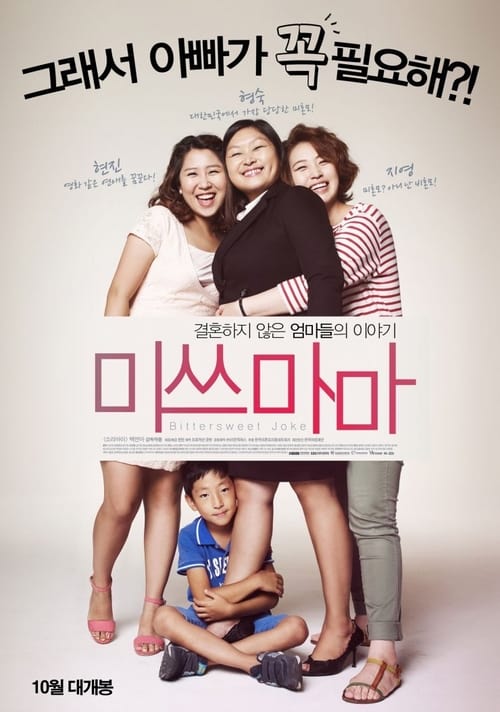 그래서 아빠가 꼭 필요해?!
형숙
대한민국에서 가장 당당한 미혼모!
현진
영화 같은 연애를 꿈꾼다!
지영
미혼모? 아니 난 비혼모!
결혼하지 않은 엄마들의 이야기
미쓰마마
Bittersweet Joke
10월 대개봉